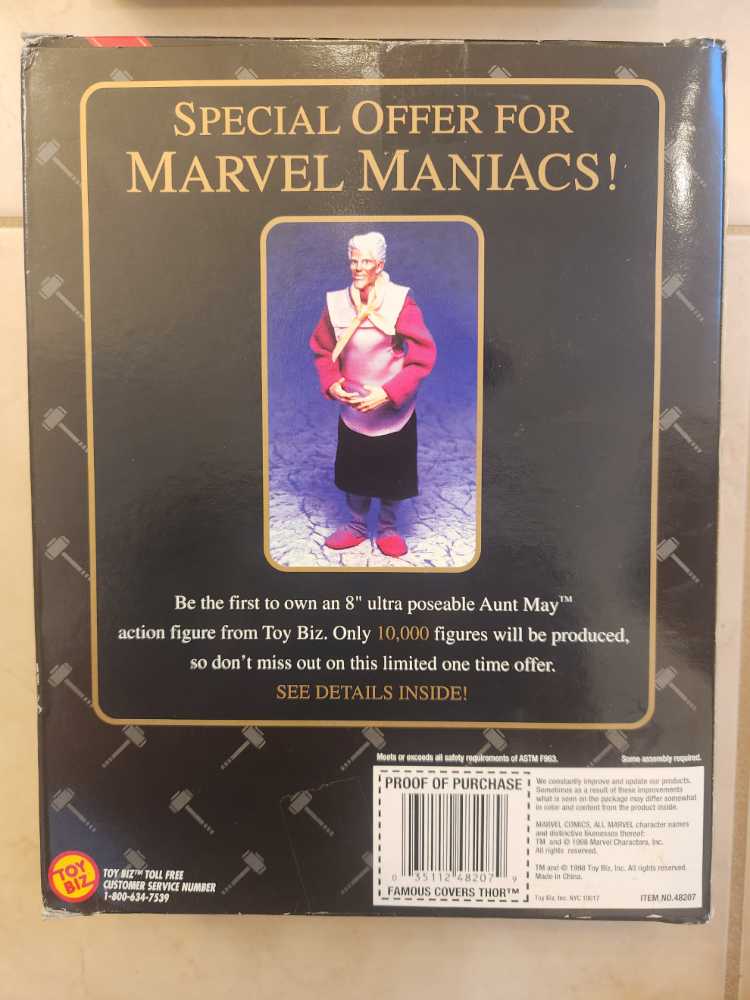 SPECIAL OFFER FOR
MARVEL MANIACS!
Be the first to own an 8" ultra poseable Aunt May™
action figure from Toy Biz. Only 10,000 figures will be produced,
so don't miss out on this limited one time offer.
SEE DETAILS INSIDE!
Meets or exceeds all safety requirements of ASTM F963.
Some assembly required.
PROOF OF PURCHASE
0 35112 48207 9
FAMOUS COVERS THOR™
We constantly improve and update our products.
Sometimes as a result of these improvements
what is seen on the package may differ somewhat
in color and content from the product inside.
MARVEL COMICS, ALL MARVEL character names
and distinctive likenesses thereof:
TM and © 1998 Marvel Characters, Inc.
All rights reserved.
TM and © 1998 Toy Biz, Inc. All rights reserved.
Made in China.
Toy Biz, Inc. NYC 10017
ITEM NO.48207
TOY
BIZ
TOY BIZ™ TOLL FREE
CUSTOMER SERVICE NUMBER
1-800-634-7539